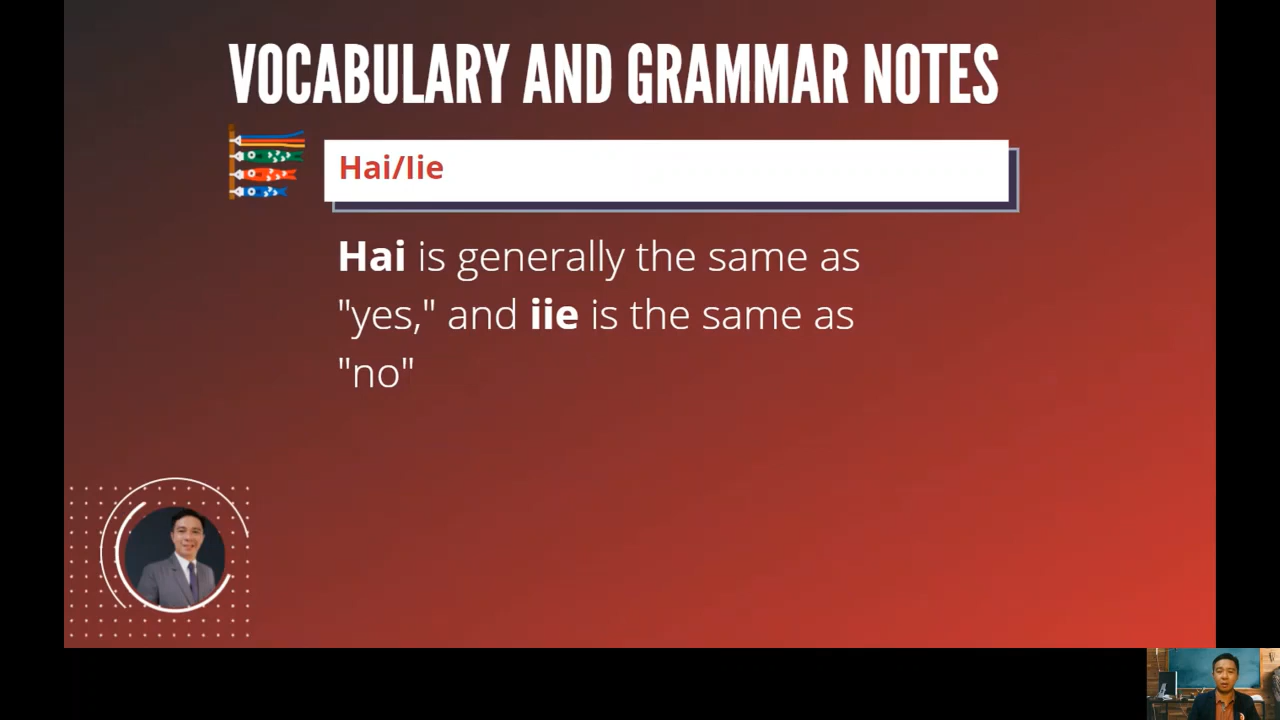 VOCABULARY AND GRAMMAR NOTES
Hai/Iie
Hai is generally the same as
"yes," and iie is the same as
"no"